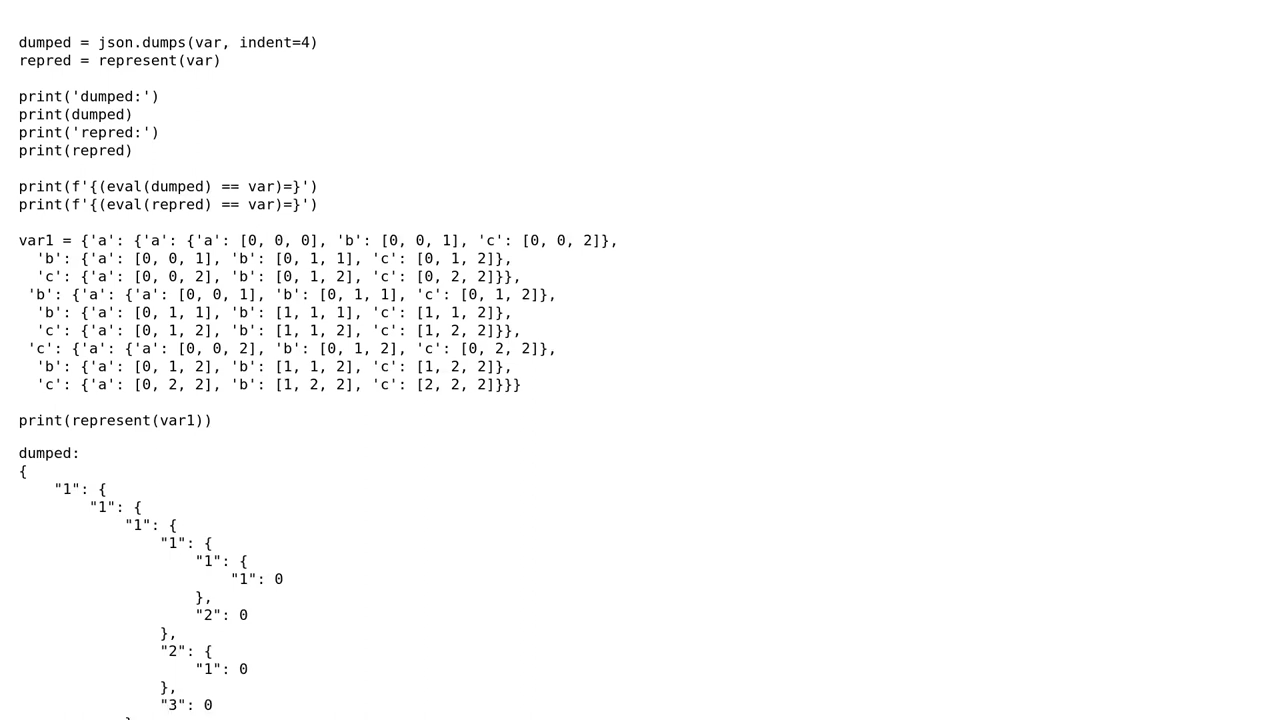 dumped = json.dumps(var, indent=4)
repred = represent(var)

print('dumped:')
print(dumped)
print('repred:')
print(repred)

print(f'{(eval(dumped) == var)=}')
print(f'{(eval(repred) == var)=}')

var1 = {'a': {'a': {'a': [0, 0, 0], 'b': [0, 0, 1], 'c': [0, 0, 2]},
  'b': {'a': [0, 0, 1], 'b': [0, 1, 1], 'c': [0, 1, 2]},
  'c': {'a': [0, 0, 2], 'b': [0, 1, 2], 'c': [0, 2, 2]}},
 'b': {'a': {'a': [0, 0, 1], 'b': [0, 1, 1], 'c': [0, 1, 2]},
  'b': {'a': [0, 1, 1], 'b': [1, 1, 1], 'c': [1, 1, 2]},
  'c': {'a': [0, 1, 2], 'b': [1, 1, 2], 'c': [1, 2, 2]}},
 'c': {'a': {'a': [0, 0, 2], 'b': [0, 1, 2], 'c': [0, 2, 2]},
  'b': {'a': [0, 1, 2], 'b': [1, 1, 2], 'c': [1, 2, 2]},
  'c': {'a': [0, 2, 2], 'b': [1, 2, 2], 'c': [2, 2, 2]}}}

print(represent(var1))

dumped:
{
    "1": {
        "1": {
            "1": {
                "1": {
                    "1": {
                        "1": 0
                    },
                    "2": 0
                },
                "2": {
                    "1": 0
                },
                "3": 0
            }